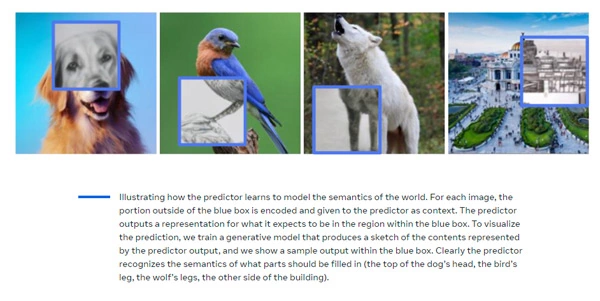 Illustrating how the predictor learns to model the semantics of the world. For each image, the
portion outside of the blue box is encoded and given to the predictor as context. The predictor
outputs a representation for what it expects to be in the region within the blue box. To visualize
the prediction, we train a generative model that produces a sketch of the contents represented
by the predictor output, and we show a sample output within the blue box. Clearly the predictor
recognizes the semantics of what parts should be filled in (the top of the dog's head, the bird's
leg, the wolf's legs, the other side of the building).